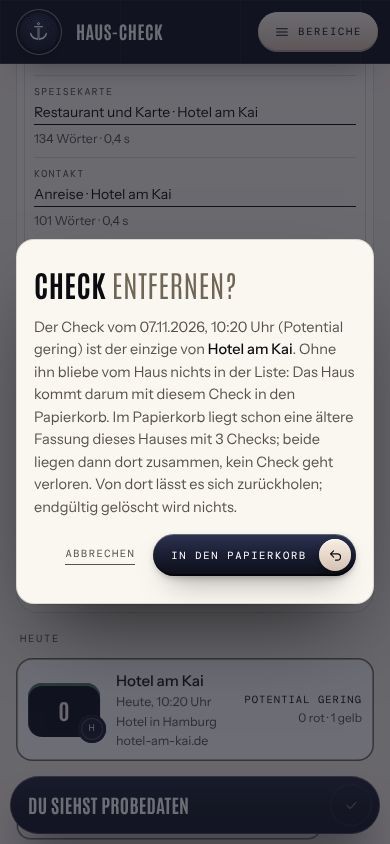 HAUS-CHECK
BEREICHE
SPEISEKARTE
Restaurant und Karte · Hotel am Kai
134 Wörter · 0,4 s
KONTAKT
Anreise · Hotel am Kai
101 Wörter · 0,4 s
CHECK ENTFERNEN?
Der Check vom 07.11.2026, 10:20 Uhr (Potential
gering) ist der einzige von Hotel am Kai. Ohne
ihn bliebe vom Haus nichts in der Liste: Das Haus
kommt darum mit diesem Check in den
Papierkorb. Im Papierkorb liegt schon eine ältere
Fassung dieses Hauses mit 3 Checks; beide
liegen dann dort zusammen, kein Check geht
verloren. Von dort lässt es sich zurückholen;
endgültig gelöscht wird nichts.
ABBRECHEN
IN DEN PAPIERKORB
HEUTE
Hotel am Kai
Heute, 10:20 Uhr
Hotel in Hamburg
hotel-am-kai.de
0
H
POTENTIAL GERING
0 rot · 1 gelb
DU SIEHST PROBEDATEN